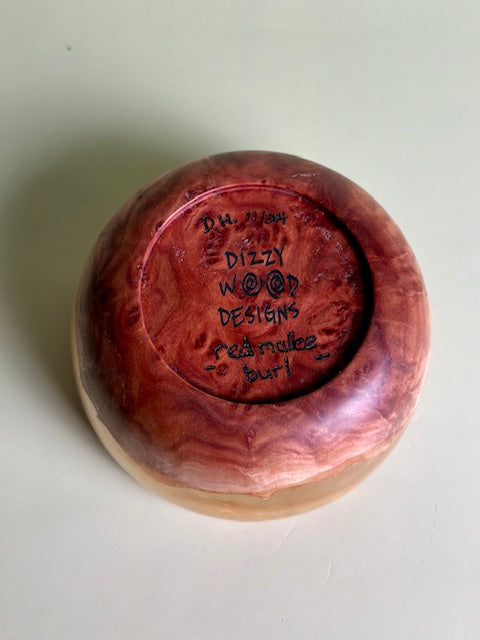 D.H. 11/24
DIZZY
WOOD
DESIGNS
-red mallee
burl-